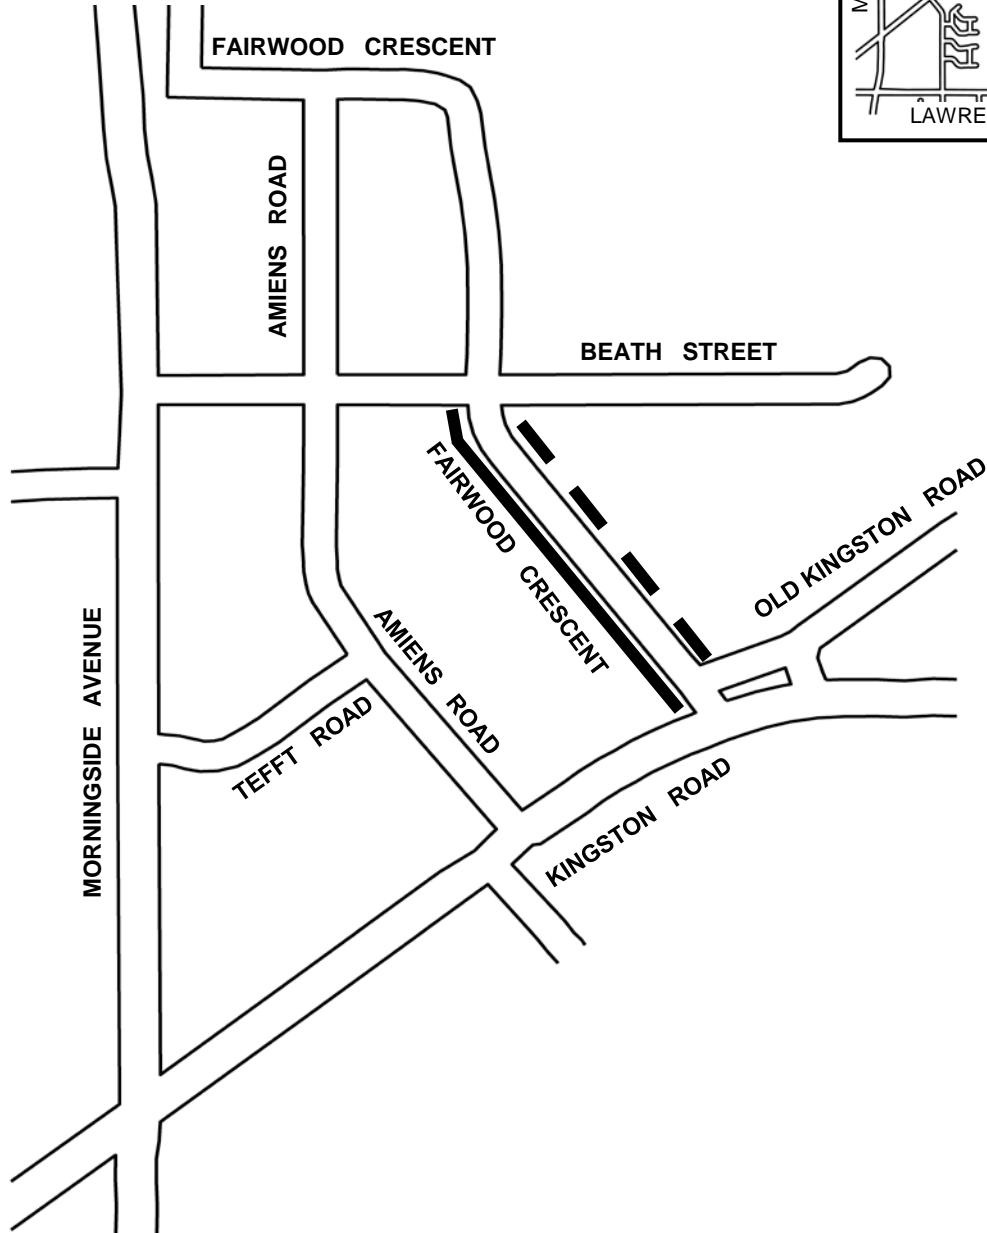 FAIRWOOD CRESCENT
LAWRE
AMIENS ROAD
BEATH STREET
FAIRWOOD CRESCENT
OLD KINGSTON ROAD
MORNINGSIDE AVENUE
AMIENS ROAD
TEFFT ROAD
KINGSTON ROAD